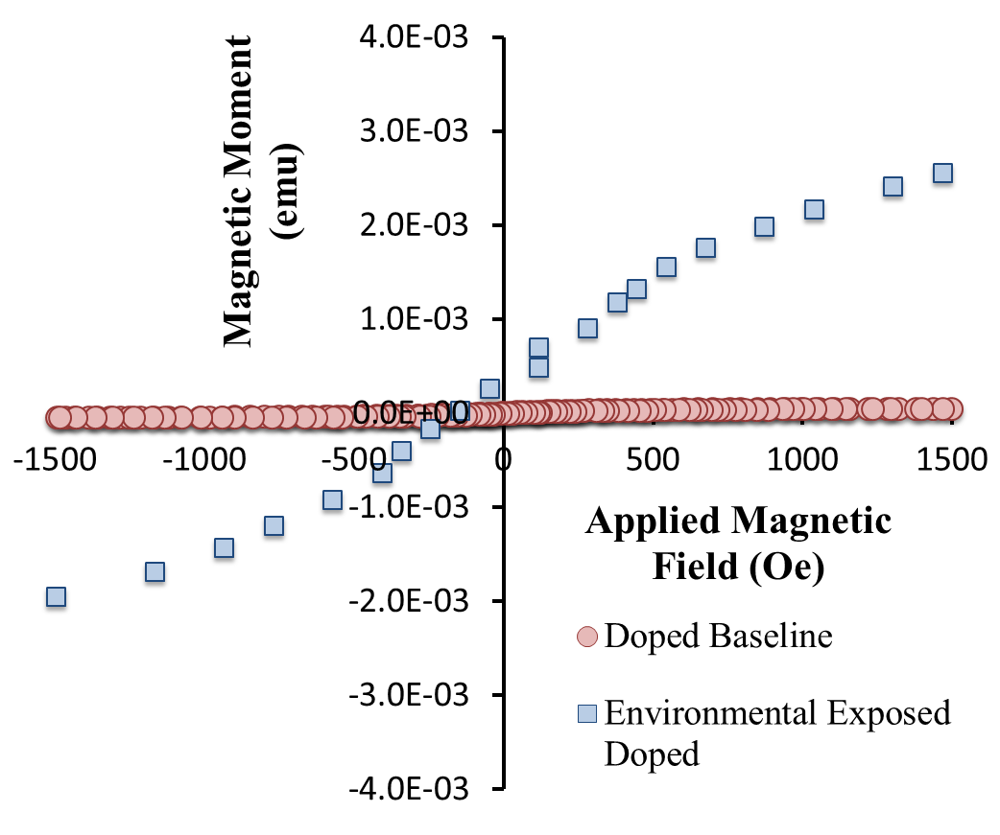 Magnetic Moment
(emu)
4.0E-03
3.0E-03
2.0E-03
1.0E-03
0.0E+00
-1.0E-03
-2.0E-03
-3.0E-03
-4.0E-03
-1500 -1000 -500 0 500 1000 1500
Applied Magnetic
Field (Oe)
Doped Baseline
Environmental Exposed
Doped